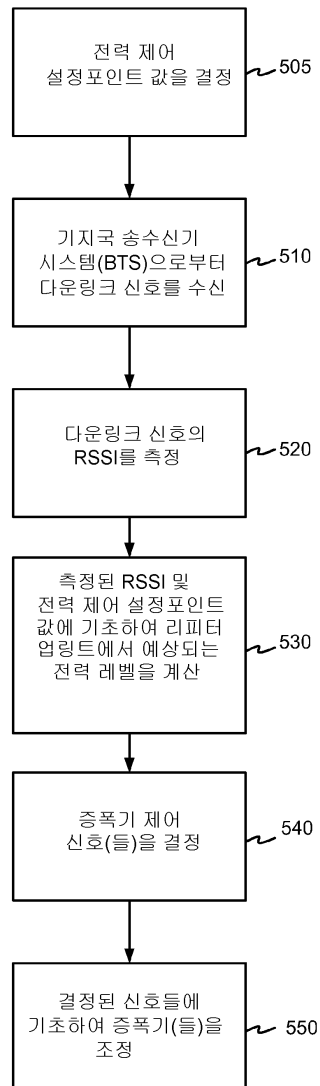 전력 제어
설정포인트 값을 결정
505
기지국 송수신기
시스템(BTS)으로부터
다운링크 신호를 수신
510
다운링크 신호의
RSSI를 측정
520
측정된 RSSI 및
전력 제어 설정포인트
값에 기초하여 리피터
업링트에서 예상되는
전력 레벨을 계산
530
증폭기 제어
신호(들)을 결정
540
결정된 신호들에
기초하여 증폭기(들)을
조정
550